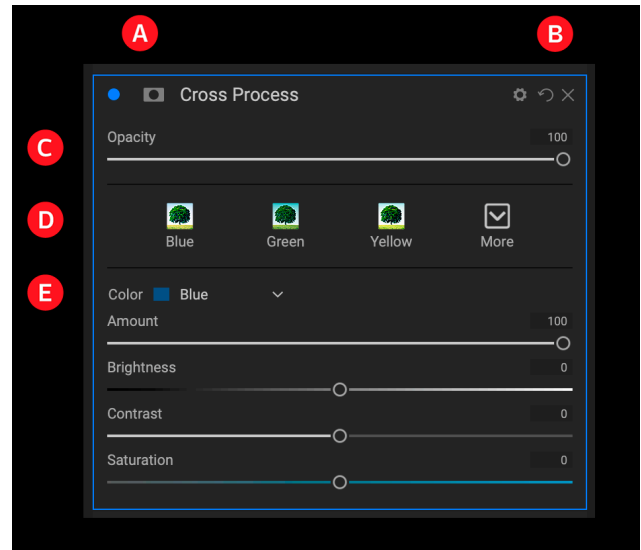 A B
Cross Process
C
Opacity 100
D
Blue Green Yellow More
E
Color Blue
Amount 100
Brightness 0
Contrast 0
Saturation 0